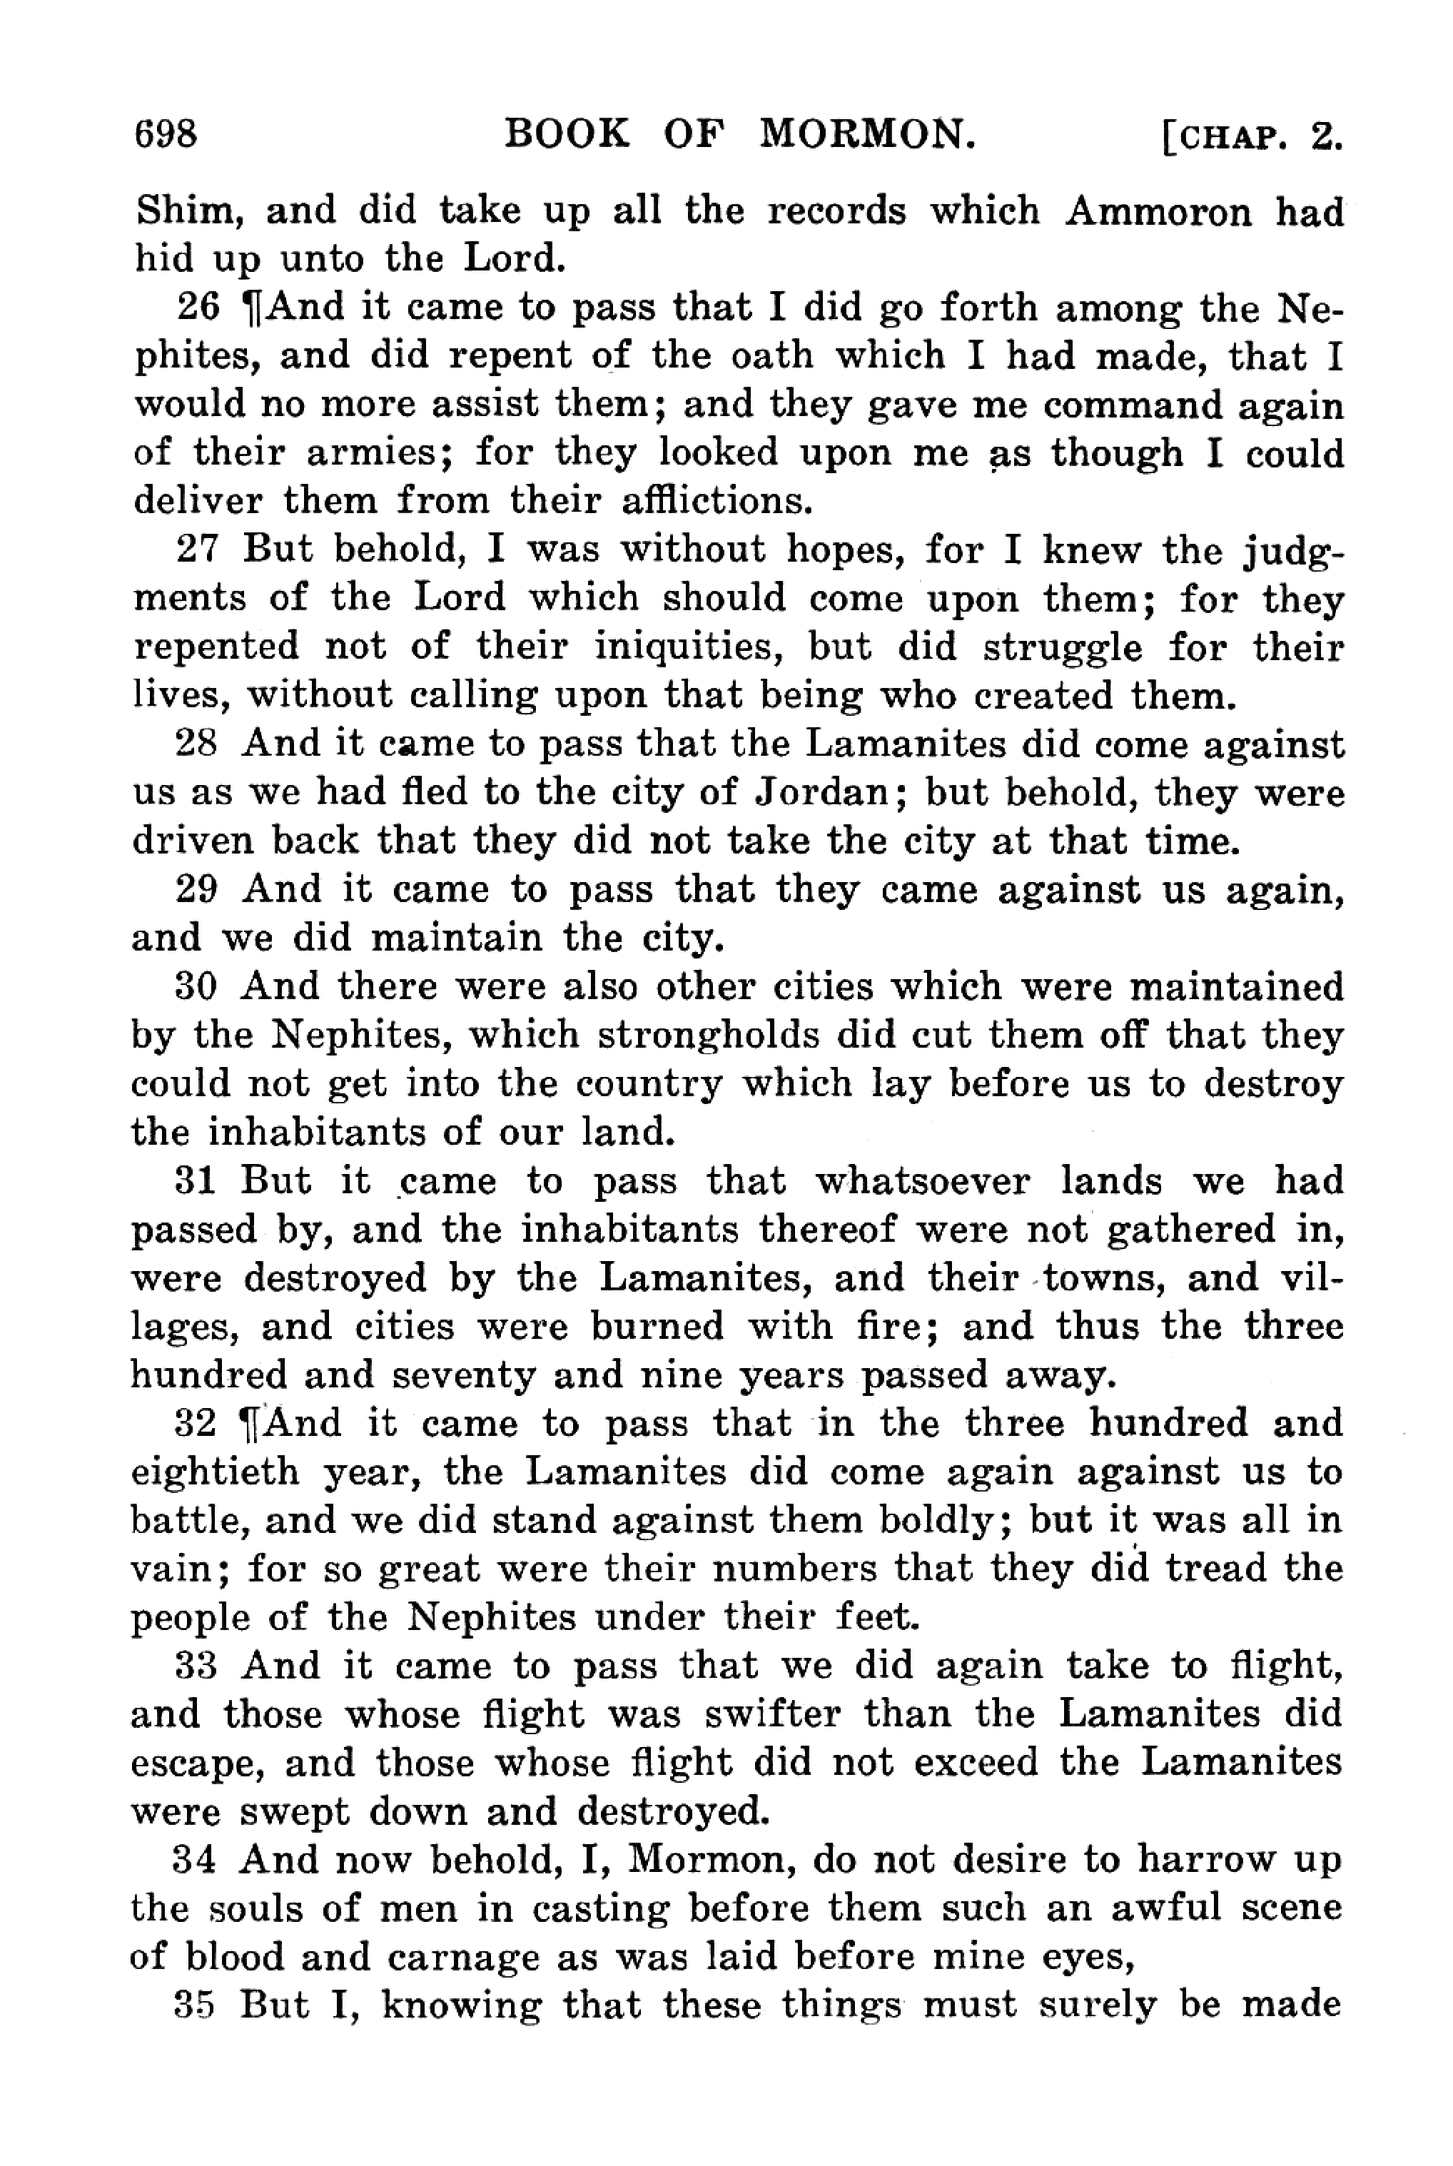 698 BOOK OF MORMON. [CHAP. 2.
Shim, and did take up all the records which Ammoron had
hid up unto the Lord.
26 ¶And it came to pass that I did go forth among the Ne-
phites, and did repent of the oath which I had made, that I
would no more assist them; and they gave me command again
of their armies; for they looked upon me as though I could
deliver them from their afflictions.
27 But behold, I was without hopes, for I knew the judg-
ments of the Lord which should come upon them; for they
repented not of their iniquities, but did struggle for their
lives, without calling upon that being who created them.
28 And it came to pass that the Lamanites did come against
us as we had fled to the city of Jordan; but behold, they were
driven back that they did not take the city at that time.
29 And it came to pass that they came against us again,
and we did maintain the city.
30 And there were also other cities which were maintained
by the Nephites, which strongholds did cut them off that they
could not get into the country which lay before us to destroy
the inhabitants of our land.
31 But it came to pass that whatsoever lands we had
passed by, and the inhabitants thereof were not gathered in,
were destroyed by the Lamanites, and their towns, and vil-
lages, and cities were burned with fire; and thus the three
hundred and seventy and nine years passed away.
32 ¶And it came to pass that in the three hundred and
eightieth year, the Lamanites did come again against us to
battle, and we did stand against them boldly; but it was all in
vain; for so great were their numbers that they did tread the
people of the Nephites under their feet.
33 And it came to pass that we did again take to flight,
and those whose flight was swifter than the Lamanites did
escape, and those whose flight did not exceed the Lamanites
were swept down and destroyed.
34 And now behold, I, Mormon, do not desire to harrow up
the souls of men in casting before them such an awful scene
of blood and carnage as was laid before mine eyes,
35 But I, knowing that these things must surely be made